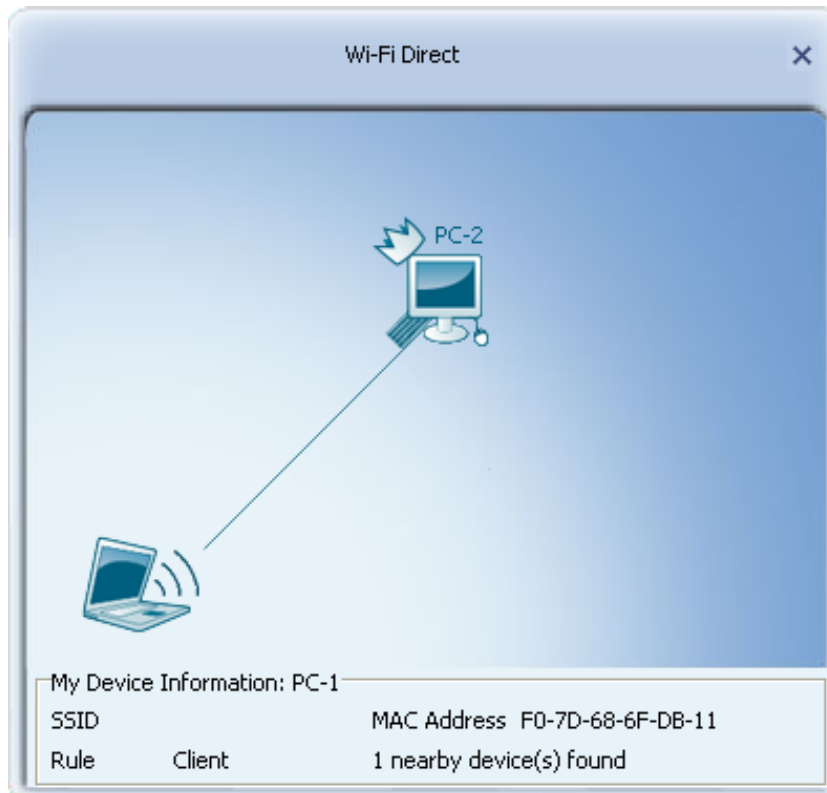 Wi-Fi Direct
PC-2
My Device Information: PC-1
SSID MAC Address F0-7D-68-6F-DB-11
Rule Client 1 nearby device(s) found